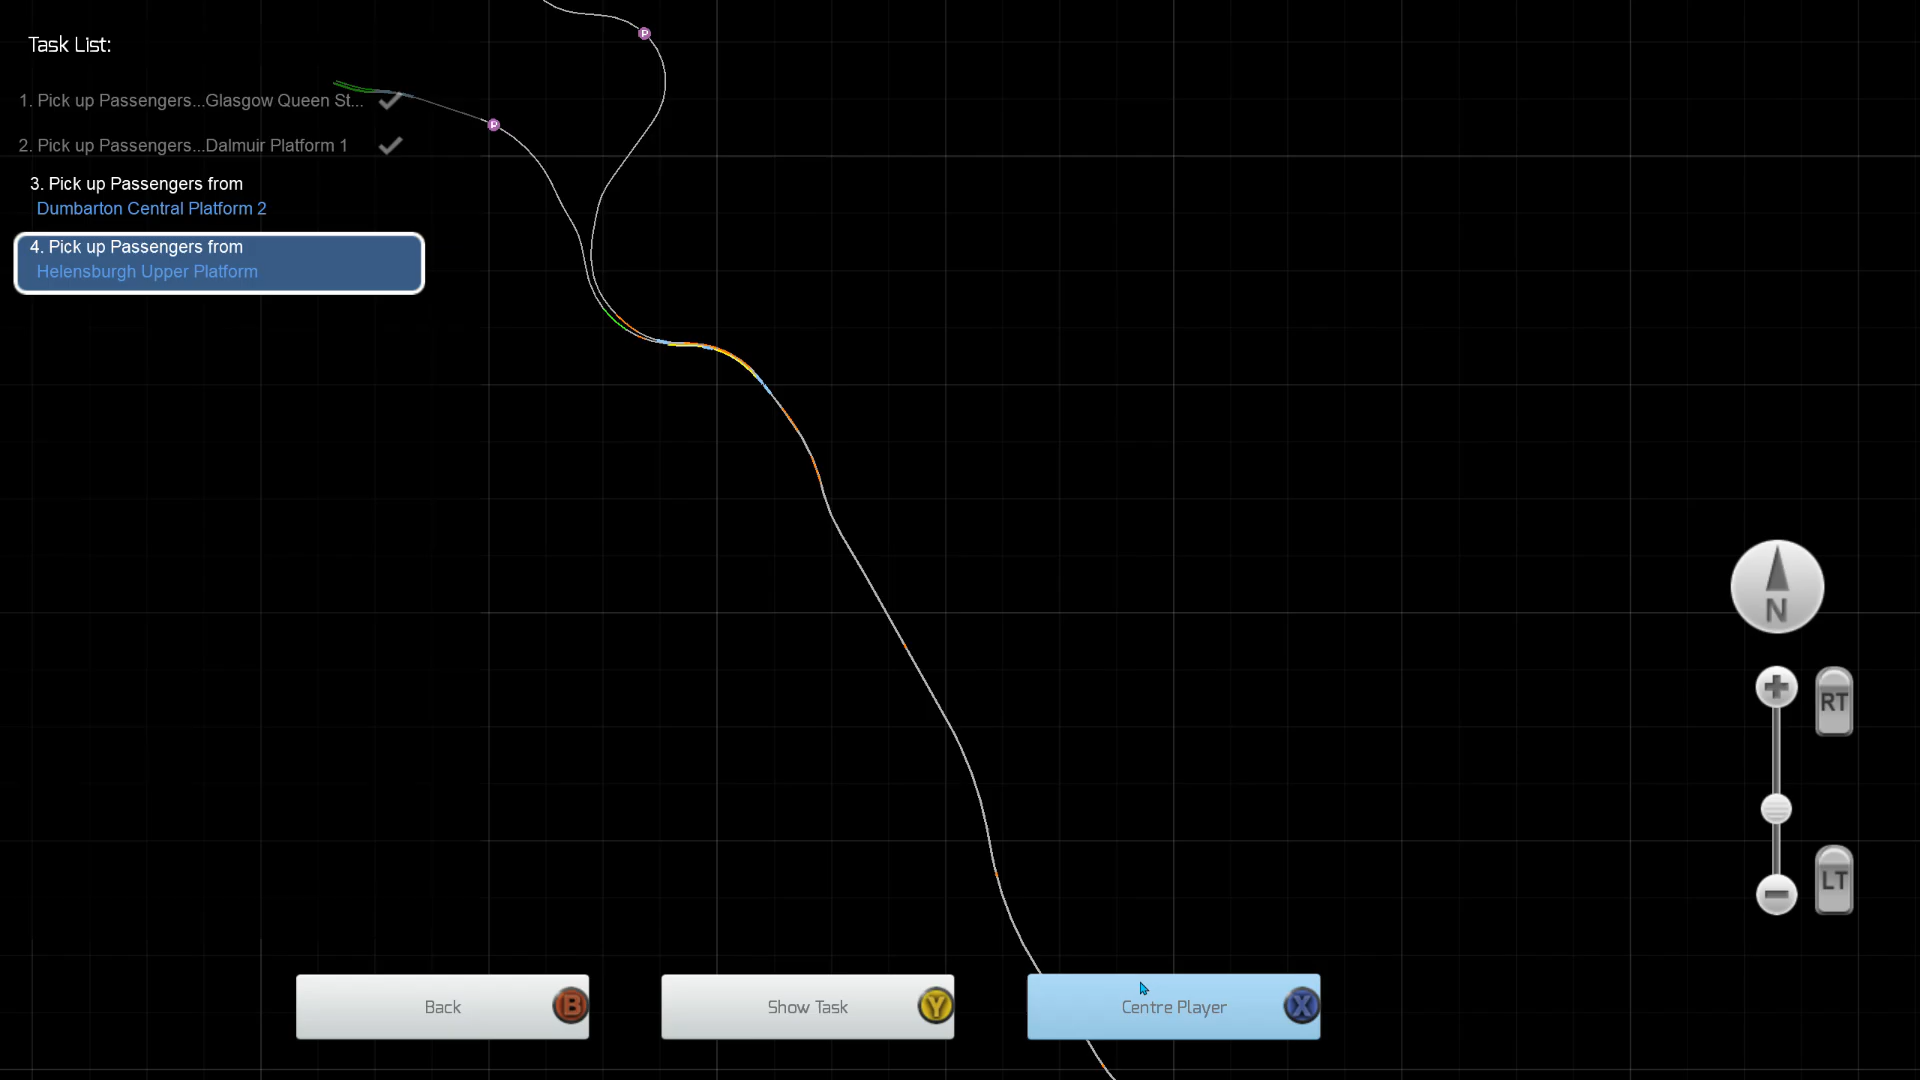 Task List:
1. Pick up Passengers...Glasgow Queen St...
2. Pick up Passengers...Dalmuir Platform 1
3. Pick up Passengers from
Dumbarton Central Platform 2
4. Pick up Passengers from
Helensburgh Upper Platform
P
P
N
RT
LT
Back B
Show Task Y
Centre Player X